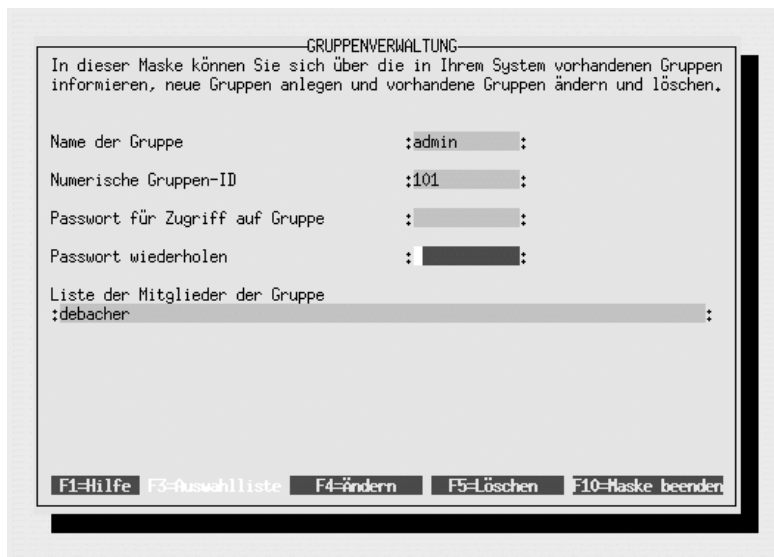 GRUPPENVERWALTUNG
In dieser Maske können Sie sich über die in Ihrem System vorhandenen Gruppen
informieren, neue Gruppen anlegen und vorhandene Gruppen ändern und löschen.
Name der Gruppe :admin :
Numerische Gruppen-ID :101 :
Passwort für Zugriff auf Gruppe : :
Passwort wiederholen : :
Liste der Mitglieder der Gruppe
:debacher :
F1=Hilfe F3=Auswahlliste F4=Ändern F5=Löschen F10=Maske beenden